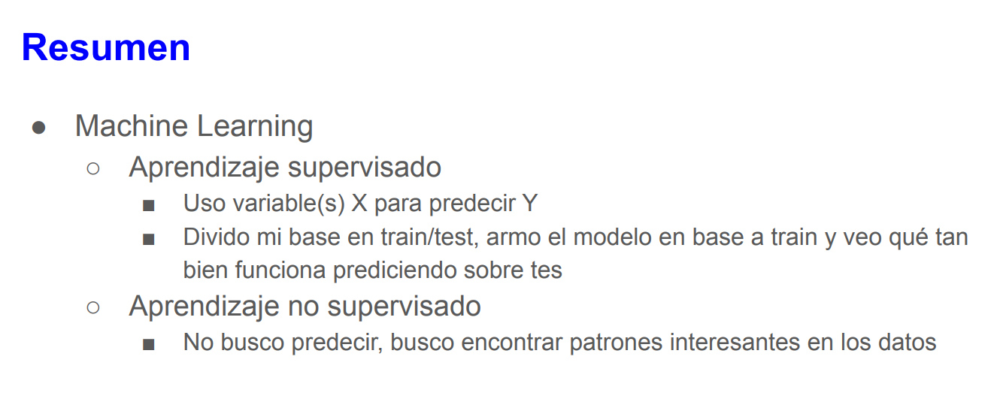 Resumen
● Machine Learning
○ Aprendizaje supervisado
■ Uso variable(s) X para predecir Y
■ Divido mi base en train/test, armo el modelo en base a train y veo qué tan
bien funciona prediciendo sobre tes
○ Aprendizaje no supervisado
■ No busco predecir, busco encontrar patrones interesantes en los datos